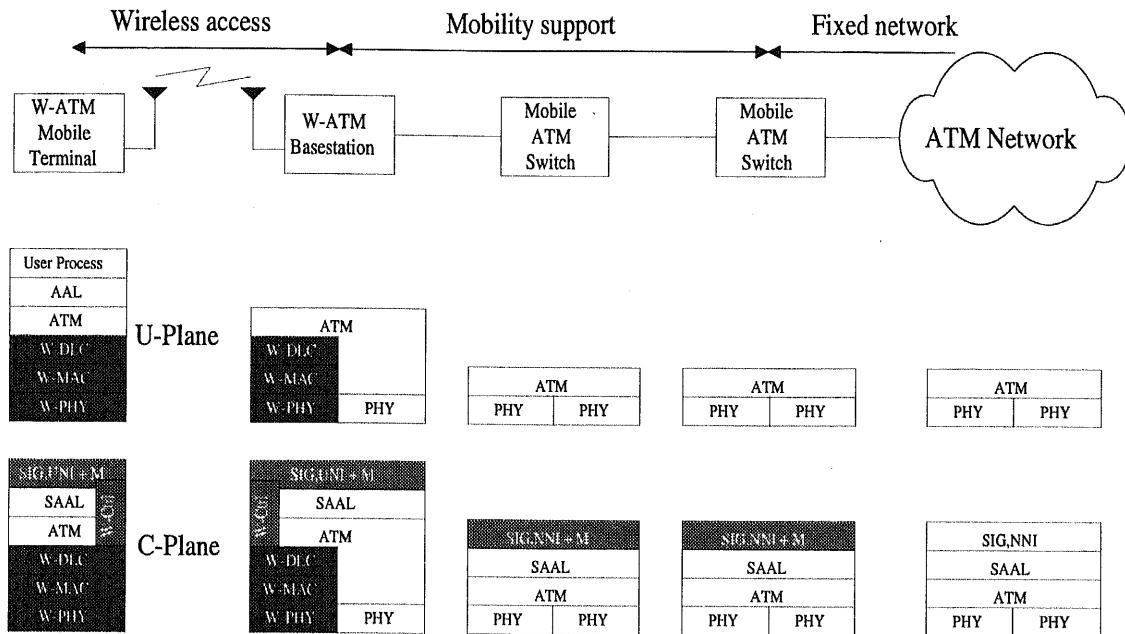 Wireless access
Mobility support
Fixed network
W-ATM
Mobile
Terminal
W-ATM
Basestation
Mobile
ATM
Switch
Mobile
ATM
Switch
ATM Network
User Process
AAL
ATM
W-DLC
W-MAC
W-PHY
U-Plane
ATM
W-DLC
W-MAC
W-PHY
PHY
ATM
PHY
PHY
ATM
PHY
PHY
ATM
PHY
PHY
SIG,UNI + M
SAAL
ATM
W-Ctl
W-DLC
W-MAC
W-PHY
C-Plane
SIG,UNI + M
W-Ctl
SAAL
ATM
W-DLC
W-MAC
W-PHY
PHY
SIG,NNI + M
SAAL
ATM
PHY
PHY
SIG,NNI + M
SAAL
ATM
PHY
PHY
SIG,NNI
SAAL
ATM
PHY
PHY